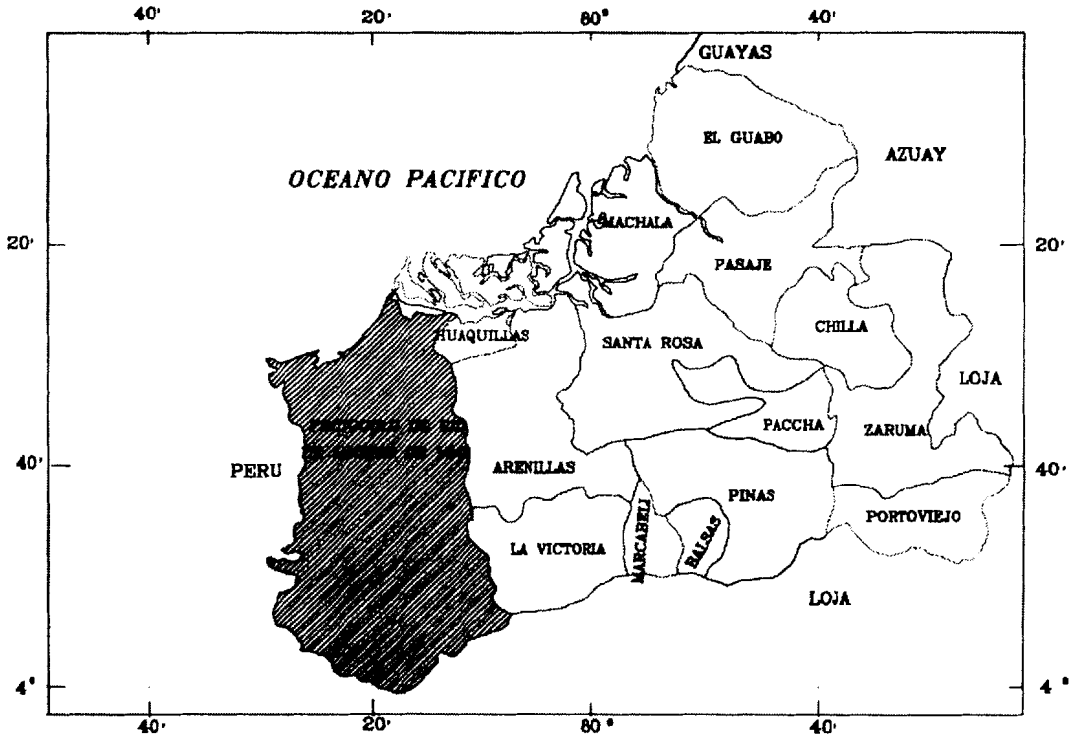 40' 20' 80° 40'
GUAYAS
EL GUABO
AZUAY
OCEANO PACIFICO
MACHALA
20' 20'
PASAJE
HUAQUILLAS
SANTA ROSA
CHILLA
LOJA
PACCHA
ZARUMA
PERU
ARENILLAS
40' 40'
PINAS
MARCABELI
BALSAS
PORTOVIEJO
LA VICTORIA
LOJA
4° 4°
40' 20' 80° 40'